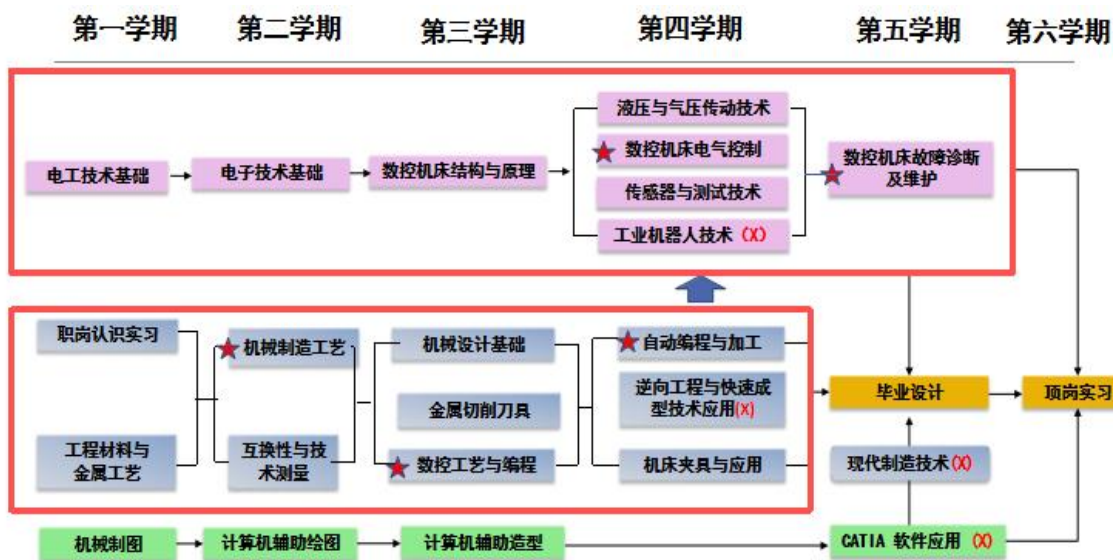 第一学期 第二学期 第三学期 第四学期 第五学期 第六学期
液压与气压传动技术
电工技术基础
电子技术基础
数控机床结构与原理
数控机床电气控制
传感器与测试技术
工业机器人技术 (X)
数控机床故障诊断
及维护
职岗认识实习
机械制造工艺
机械设计基础
自动编程与加工
金属切削刀具
逆向工程与快速成
型技术应用(X)
毕业设计
顶岗实习
工程材料与
金属工艺
互换性与技
术测量
数控工艺与编程
机床夹具与应用
现代制造技术(X)
机械制图
计算机辅助绘图
计算机辅助造型
CATIA 软件应用 (X)